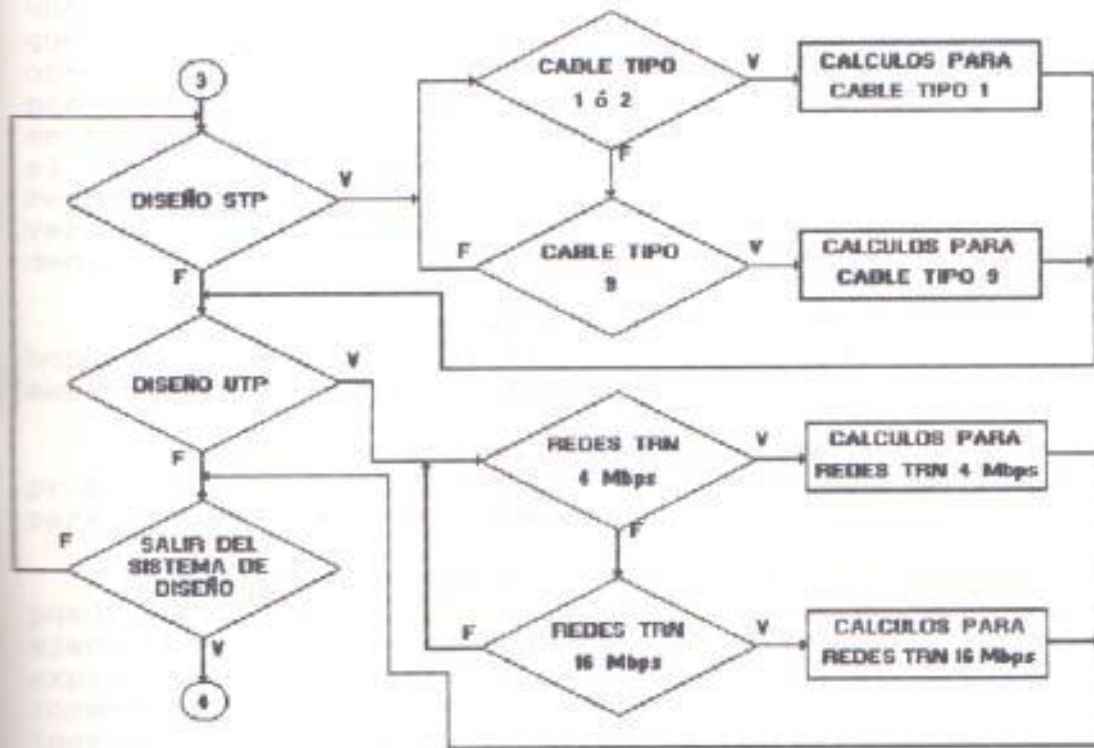 3
DISEÑO STP
V
F
CABLE TIPO
1 ó 2
V
F
CALCULOS PARA
CABLE TIPO 1
CABLE TIPO
9
F
V
CALCULOS PARA
CABLE TIPO 9
DISEÑO UTP
V
F
REDES TRN
4 Mbps
V
F
CALCULOS PARA
REDES TRN 4 Mbps
REDES TRN
16 Mbps
F
V
CALCULOS PARA
REDES TRN 16 Mbps
SALIR DEL
SISTEMA DE
DISEÑO
F
V